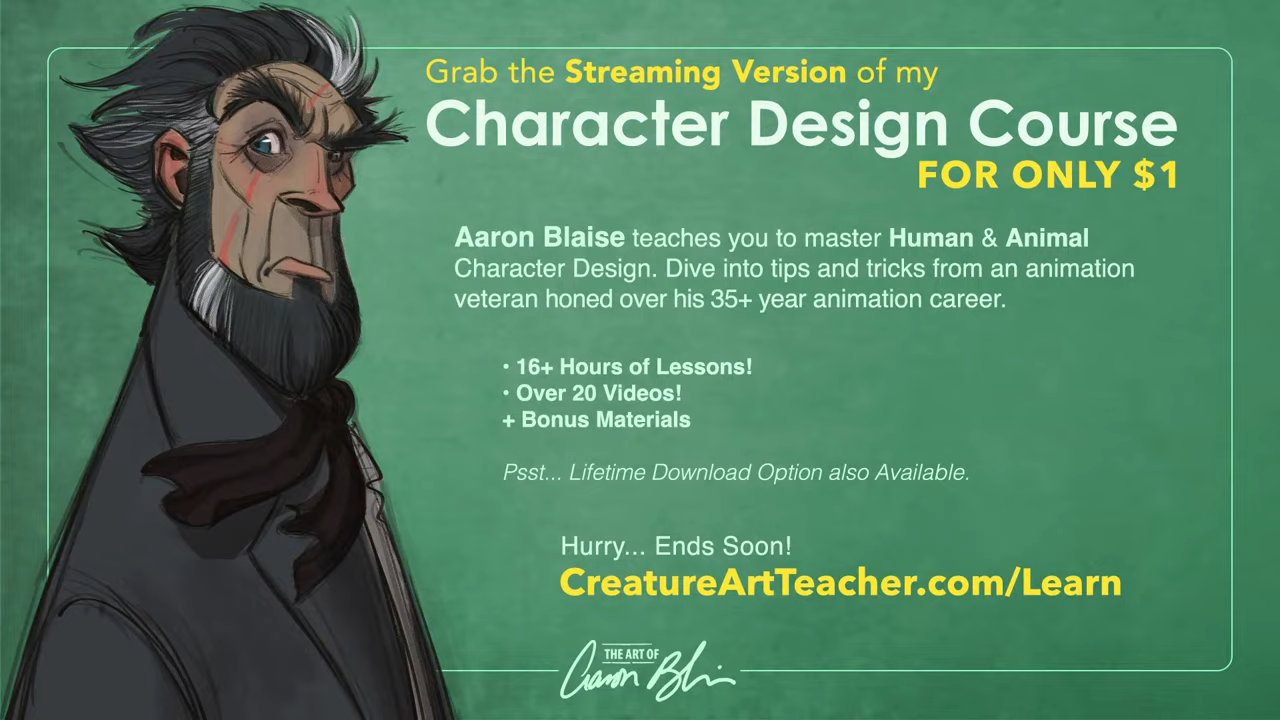 Grab the Streaming Version of my
Character Design Course
FOR ONLY $1
Aaron Blaise teaches you to master Human & Animal
Character Design. Dive into tips and tricks from an animation
veteran honed over his 35+ year animation career.
• 16+ Hours of Lessons!
• Over 20 Videos!
+ Bonus Materials
Psst... Lifetime Download Option also Available.
Hurry... Ends Soon!
CreatureArtTeacher.com/Learn
THE ART OF
Aaron Blaise